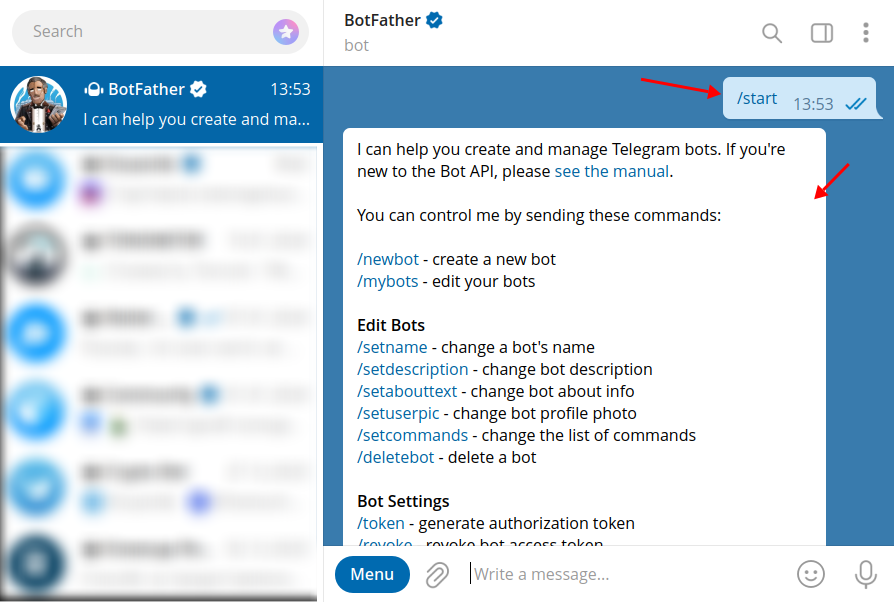 Search
BotFather
13:53
I can help you create and ma...
BotFather
bot
/start
13:53
I can help you create and manage Telegram bots. If you're
new to the Bot API, please see the manual.
You can control me by sending these commands:
/newbot - create a new bot
/mybots - edit your bots
Edit Bots
/setname - change a bot's name
/setdescription - change bot description
/setabouttext - change bot about info
/setuserpic - change bot profile photo
/setcommands - change the list of commands
/deletebot - delete a bot
Bot Settings
/token - generate authorization token
/revoke - revoke bot access token
Menu
Write a message...